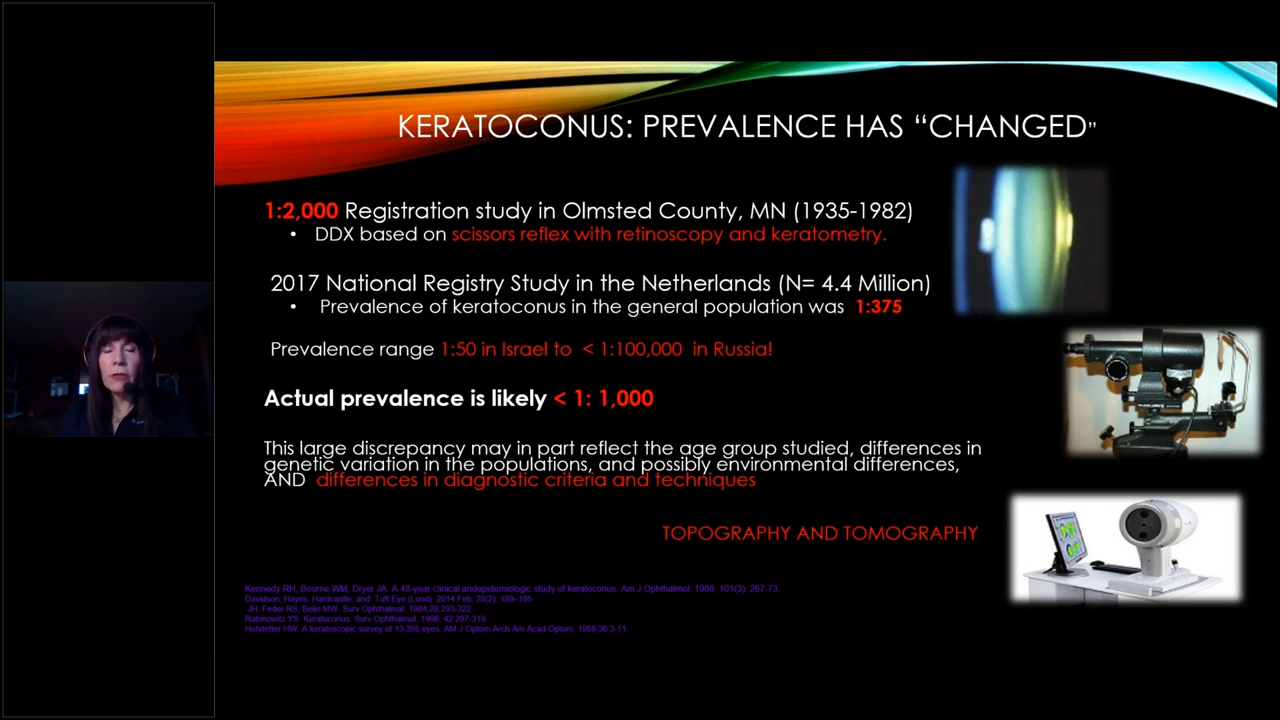 KERATOCONUS: PREVALENCE HAS “CHANGED”
1:2,000 Registration study in Olmsted County, MN (1935-1982)
• DDX based on scissors reflex with retinoscopy and keratometry.
2017 National Registry Study in the Netherlands (N= 4.4 Million)
• Prevalence of keratoconus in the general population was 1:375
Prevalence range 1:50 in Israel to < 1:100,000 in Russia!
Actual prevalence is likely < 1: 1,000
This large discrepancy may in part reflect the age group studied, differences in
genetic variation in the populations, and possibly environmental differences,
AND differences in diagnostic criteria and techniques
TOPOGRAPHY AND TOMOGRAPHY
Kennedy RH, Bourne WM, Dryer JA. A 48-year clinical andepidemiologic study of keratoconus. Am J Ophthalmol. 1986; 101(3): 267-73.
Davidson, Hayes, Hardcastle, and Tuft Eye (Lond). 2014 Feb; 28(2): 189–195
JH, Feder RS. Belin MW. Surv Ophthalmal. 1984;28:293-322.
Rabinowitz YS. Keratoconus. Surv Ophthalmol. 1998; 42:297-319.
Hofstetter HW. A keratoscopic survey of 13,395 eyes. AM J Optom Arch Am Acad Optom. 1959;36:3-11.